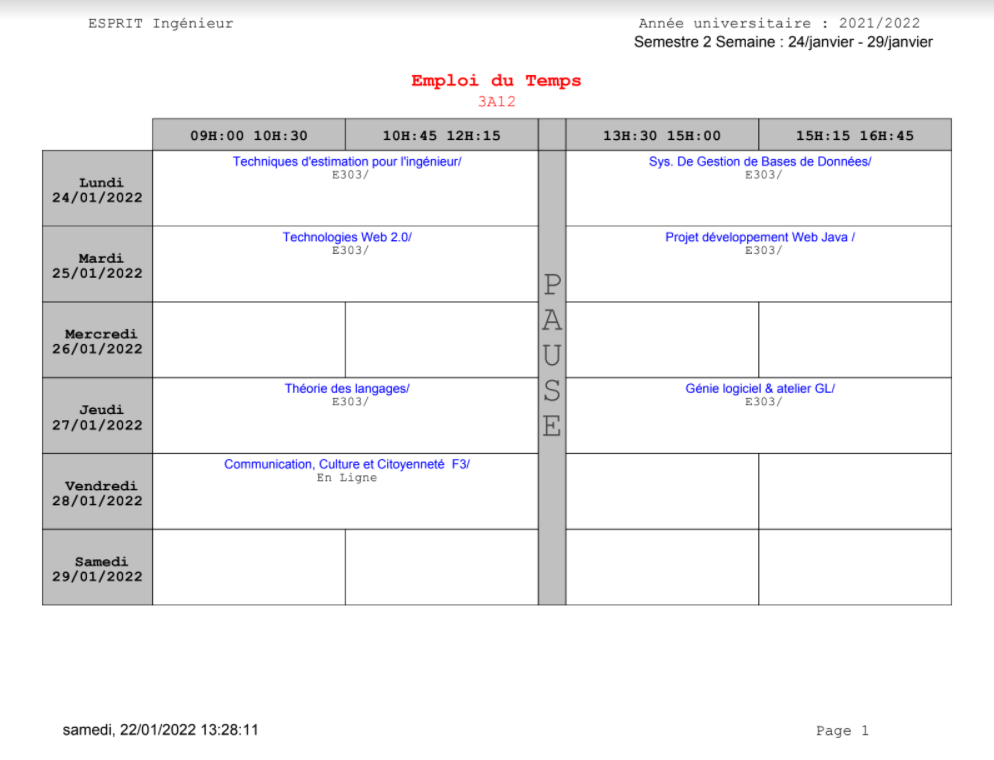 ESPRIT Ingénieur
Année universitaire : 2021/2022
Semestre 2 Semaine : 24/janvier - 29/janvier
Emploi du Temps
3A12
09H:00 10H:30 10H:45 12H:15 13H:30 15H:00 15H:15 16H:45
Lundi
24/01/2022
Techniques d'estimation pour l'ingénieur/
E303/
Sys. De Gestion de Bases de Données/
E303/
Mardi
25/01/2022
Technologies Web 2.0/
E303/
Projet développement Web Java /
E303/
Mercredi
26/01/2022
Jeudi
27/01/2022
Théorie des langages/
E303/
Génie logiciel & atelier GL/
E303/
Vendredi
28/01/2022
Communication, Culture et Citoyenneté  F3/
En Ligne
Samedi
29/01/2022
P
A
U
S
E
samedi, 22/01/2022 13:28:11
Page 1